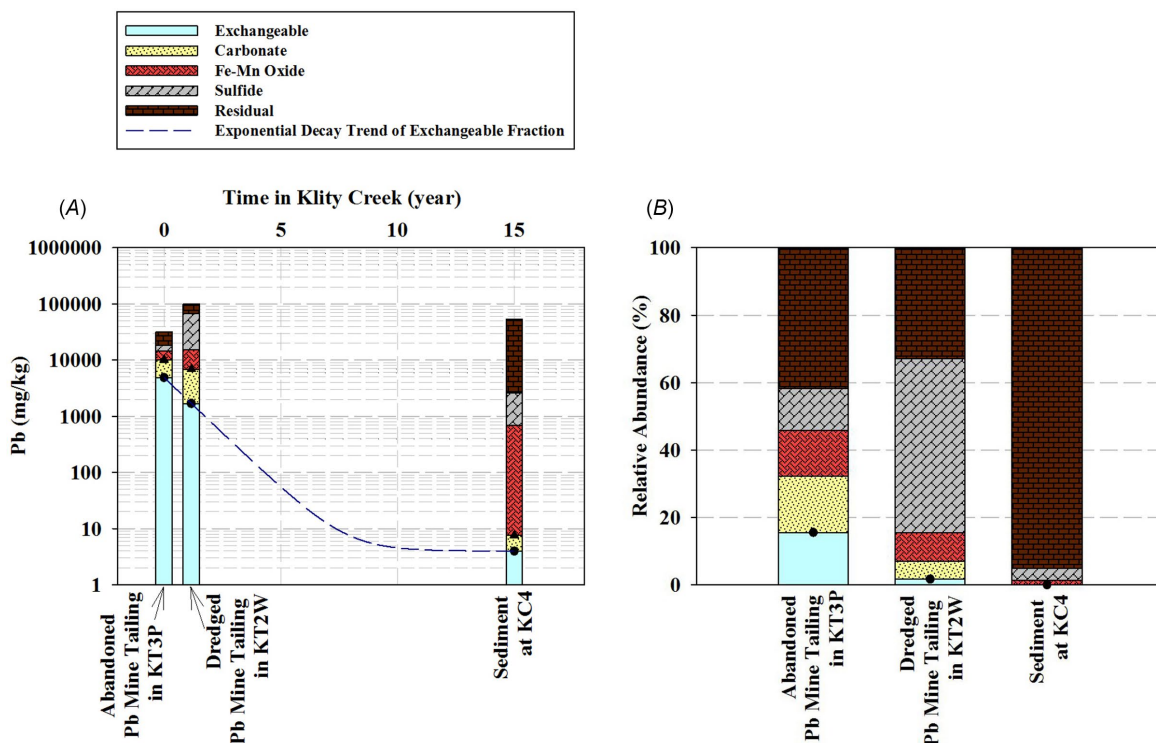 Exchangeable
Carbonate
Fe-Mn Oxide
Sulfide
Residual
Exponential Decay Trend of Exchangeable Fraction
(A)
Time in Klity Creek (year)
0 5 10 15
Pb (mg/kg)
1000000
100000
10000
1000
100
10
1
Abandoned
Pb Mine Tailing
in KT3P
Dredged
Pb Mine Tailing
in KT2W
Sediment
at KC4
(B)
Relative Abundance (%)
100
80
60
40
20
0
Abandoned
Pb Mine Tailing
in KT3P
Dredged
Pb Mine Tailing
in KT2W
Sediment
at KC4